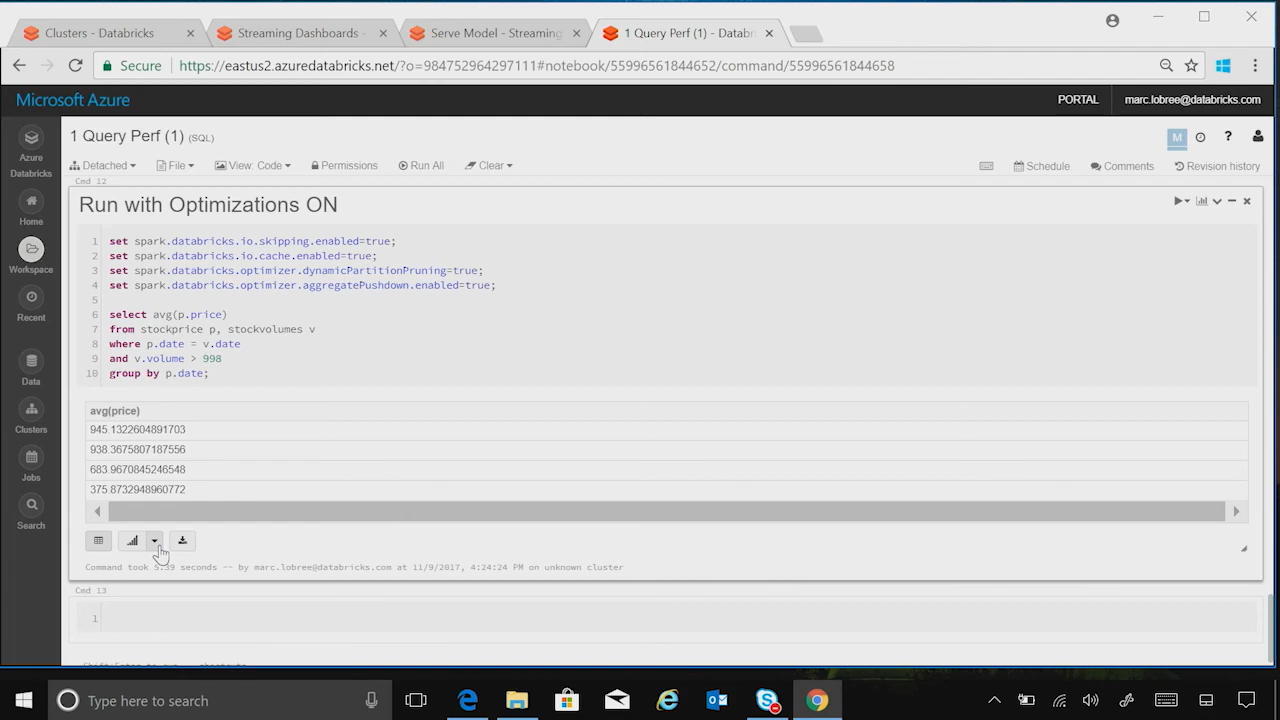 Clusters - Databricks
Streaming Dashboards -
Serve Model - Streaming
1 Query Perf (1) - Databri
Secure
https://eastus2.azuredatabricks.net/?o=984752964297111#notebook/55996561844652/command/55996561844658
Microsoft Azure
PORTAL
marc.lobree@databricks.com
Azure
Databricks
Home
Workspace
Recent
Data
Clusters
Jobs
Search
1 Query Perf (1) (SQL)
M
?
Detached
File
View: Code
Permissions
Run All
Clear
Schedule
Comments
Revision history
Cmd 12
Run with Optimizations ON
1 set spark.databricks.io.skipping.enabled=true;
2 set spark.databricks.io.cache.enabled=true;
3 set spark.databricks.optimizer.dynamicPartitionPruning=true;
4 set spark.databricks.optimizer.aggregatePushdown.enabled=true;
5
6 select avg(p.price)
7 from stockprice p, stockvolumes v
8 where p.date = v.date
9 and v.volume > 998
10 group by p.date;
avg(price)
945.1322604891703
938.3675807187556
683.9670845246548
375.8732948960772
Command took 5.39 seconds -- by marc.lobree@databricks.com at 11/9/2017, 4:24:24 PM on unknown cluster
Cmd 13
1
Type here to search